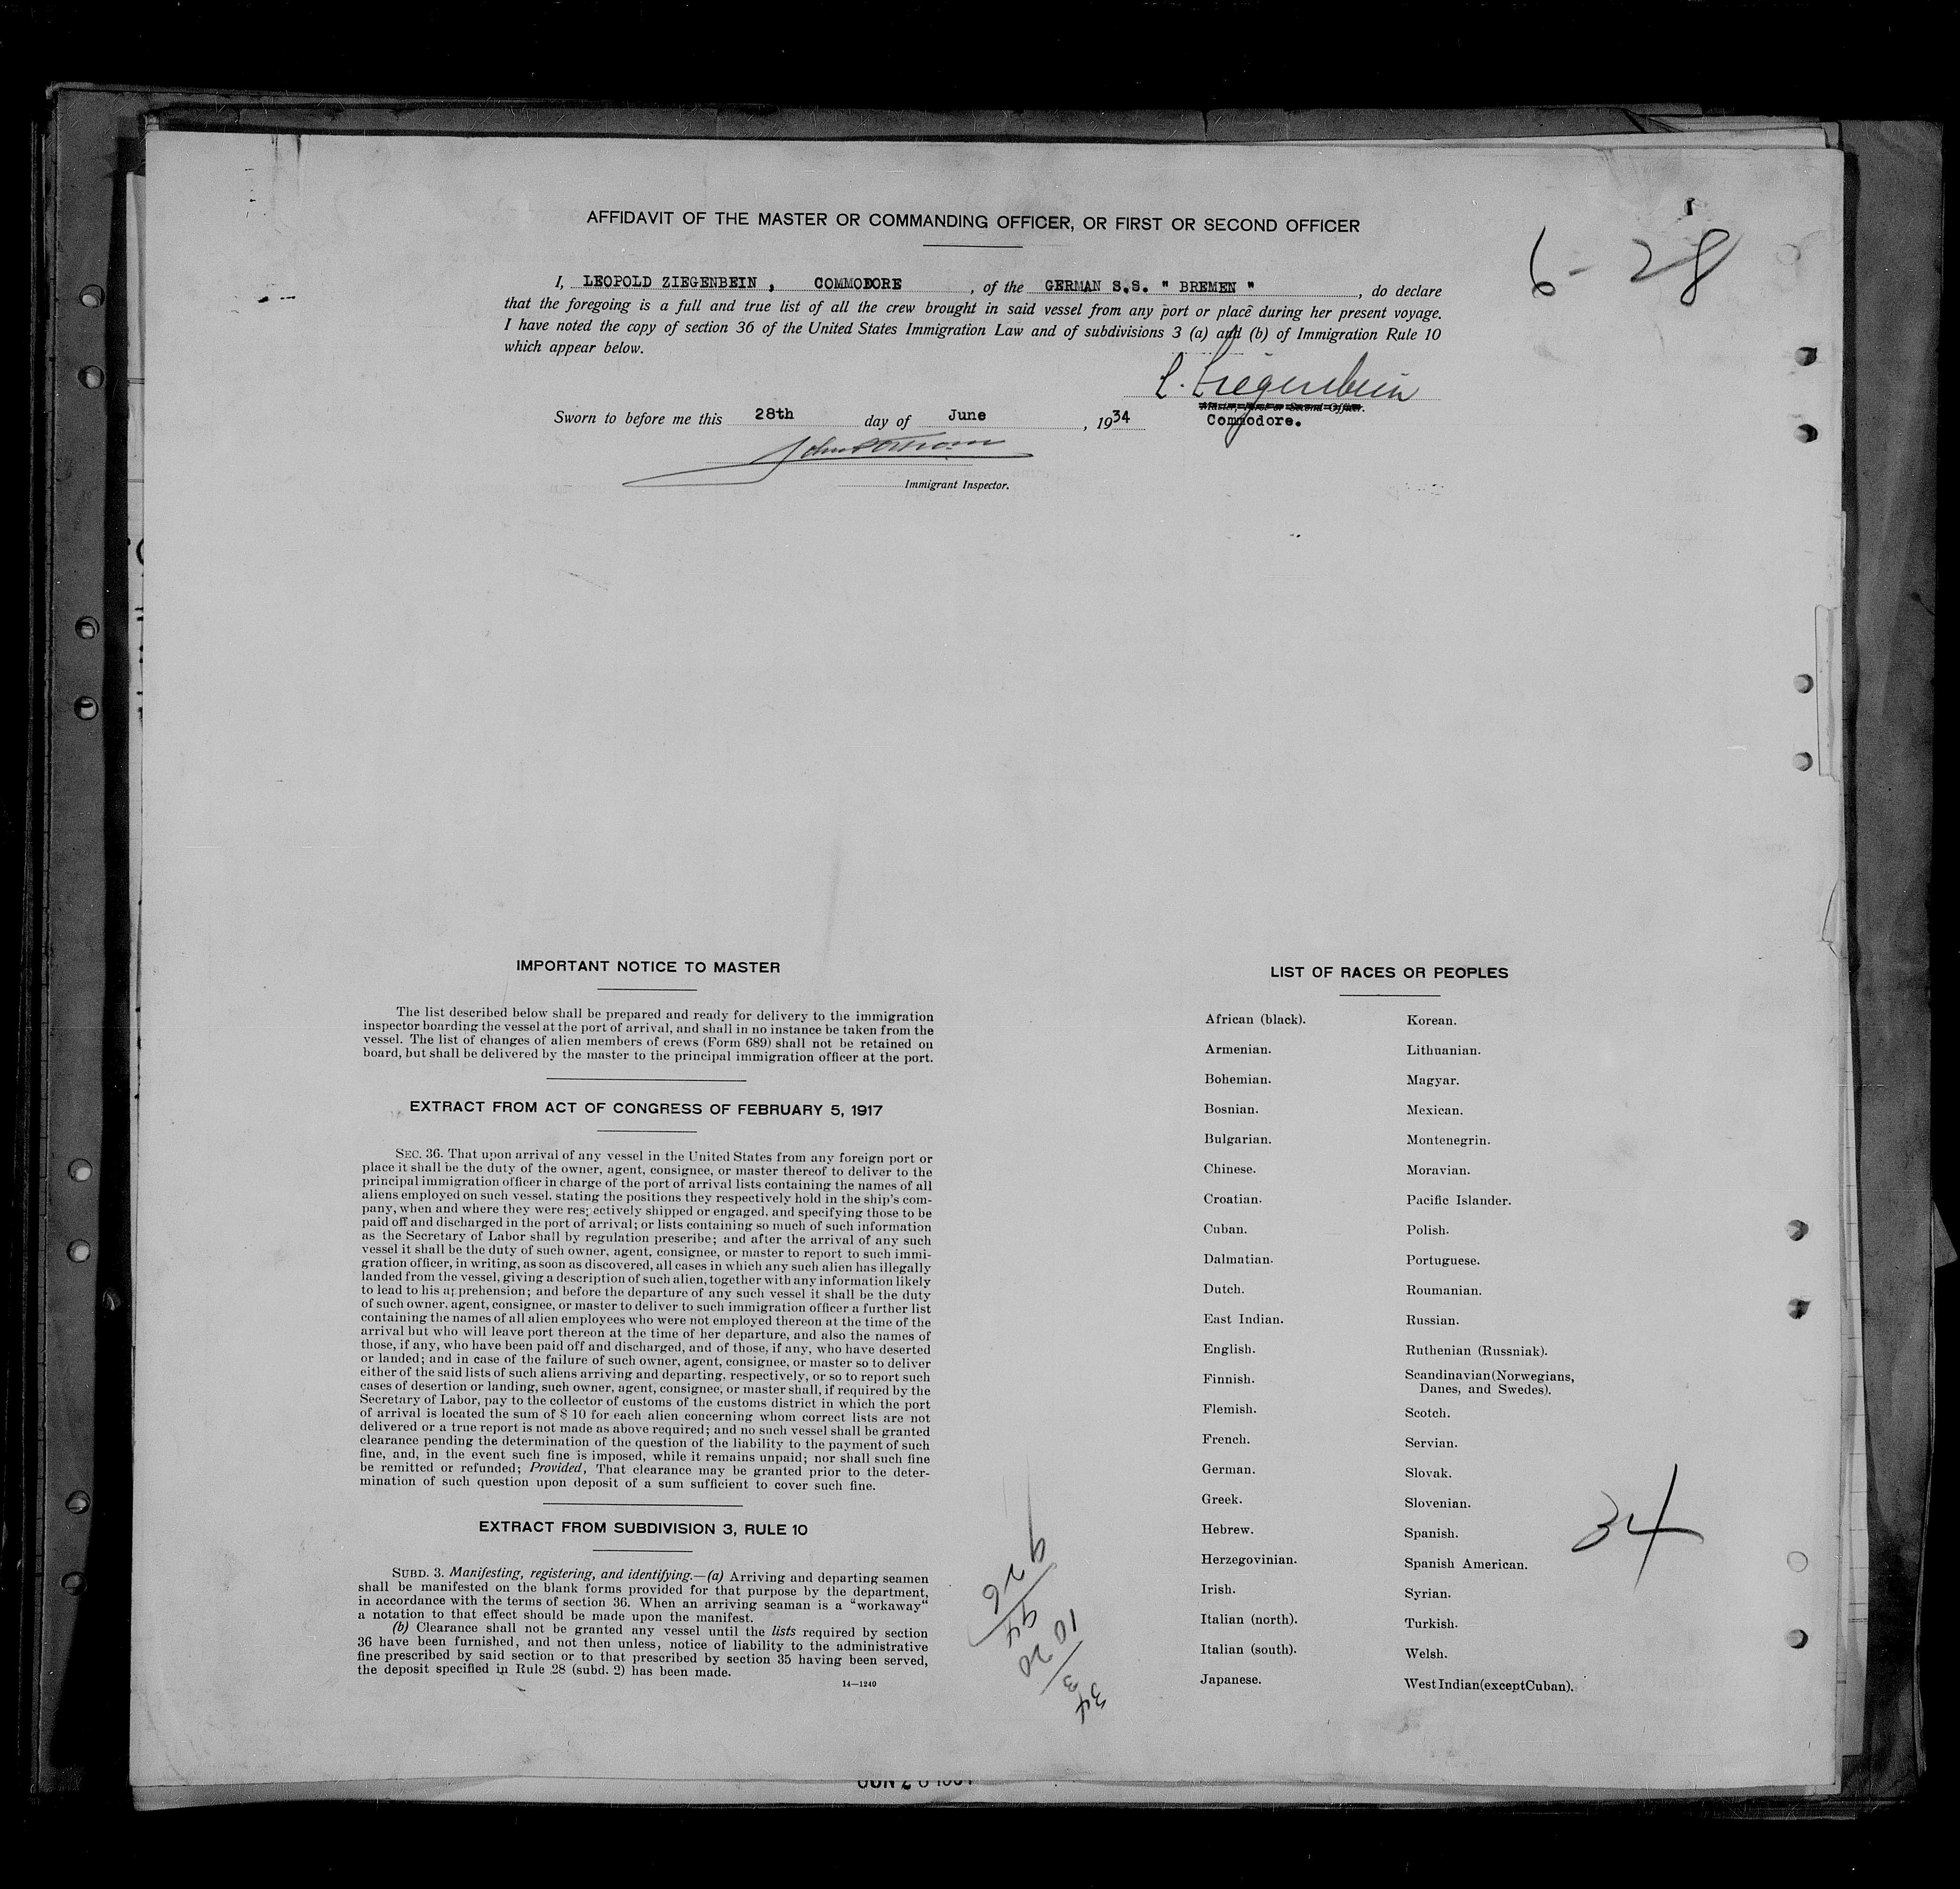 AFFIDAVIT OF THE MASTER OR COMMANDING OFFICER, OR FIRST OR SECOND OFFICER
6 - 28
I, LEOPOLD ZIEGENBEIN , COMMODORE , of the GERMAN S.S. " BREMEN " , do declare
that the foregoing is a full and true list of all the crew brought in said vessel from any port or place during her present voyage.
I have noted the copy of section 36 of the United States Immigration Law and of subdivisions 3 (a) and (b) of Immigration Rule 10
which appear below.
L. Ziegenbein
Master, First or Second Officer.
Sworn to before me this 28th day of June , 1934
Commodore.
Immigrant Inspector.
IMPORTANT NOTICE TO MASTER
The list described below shall be prepared and ready for delivery to the immigration
inspector boarding the vessel at the port of arrival, and shall in no instance be taken from the
vessel. The list of changes of alien members of crews (Form 689) shall not be retained on
board, but shall be delivered by the master to the principal immigration officer at the port.
EXTRACT FROM ACT OF CONGRESS OF FEBRUARY 5, 1917
SEC. 36. That upon arrival of any vessel in the United States from any foreign port or
place it shall be the duty of the owner, agent, consignee, or master thereof to deliver to the
principal immigration officer in charge of the port of arrival lists containing the names of all
aliens employed on such vessel, stating the positions they respectively hold in the ship's com-
pany, when and where they were res; ectively shipped or engaged, and specifying those to be
paid off and discharged in the port of arrival; or lists containing so much of such information
as the Secretary of Labor shall by regulation prescribe; and after the arrival of any such
vessel it shall be the duty of such owner, agent, consignee, or master to report to such immi-
gration officer, in writing, as soon as discovered, all cases in which any such alien has illegally
landed from the vessel, giving a description of such alien, together with any information likely
to lead to his apprehension; and before the departure of any such vessel it shall be the duty
of such owner, agent, consignee, or master to deliver to such immigration officer a further list
containing the names of all alien employees who were not employed thereon at the time of the
arrival but who will leave port thereon at the time of her departure, and also the names of
those, if any, who have been paid off and discharged, and of those, if any, who have deserted
or landed; and in case of the failure of such owner, agent, consignee, or master so to deliver
either of the said lists of such aliens arriving and departing, respectively, or so to report such
cases of desertion or landing, such owner, agent, consignee, or master shall, if required by the
Secretary of Labor, pay to the collector of customs of the customs district in which the port
of arrival is located the sum of $ 10 for each alien concerning whom correct lists are not
delivered or a true report is not made as above required; and no such vessel shall be granted
clearance pending the determination of the question of the liability to the payment of such
fine, and, in the event such fine is imposed, while it remains unpaid; nor shall such fine
be remitted or refunded; Provided, That clearance may be granted prior to the deter-
mination of such question upon deposit of a sum sufficient to cover such fine.
EXTRACT FROM SUBDIVISION 3, RULE 10
SUBD. 3. Manifesting, registering, and identifying.—(a) Arriving and departing seamen
shall be manifested on the blank forms provided for that purpose by the department,
in accordance with the terms of section 36. When an arriving seaman is a “workaway“
a notation to that effect should be made upon the manifest.
(b) Clearance shall not be granted any vessel until the lists required by section
36 have been furnished, and not then unless, notice of liability to the administrative
fine prescribed by said section or to that prescribed by section 35 having been served,
the deposit specified in Rule 28 (subd. 2) has been made.
14—1240
9
26
94
10
20
3
34
LIST OF RACES OR PEOPLES
African (black).
Armenian.
Bohemian.
Bosnian.
Bulgarian.
Chinese.
Croatian.
Cuban.
Dalmatian.
Dutch.
East Indian.
English.
Finnish.
Flemish.
French.
German.
Greek.
Hebrew.
Herzegovinian.
Irish.
Italian (north).
Italian (south).
Japanese.
Korean.
Lithuanian.
Magyar.
Mexican.
Montenegrin.
Moravian.
Pacific Islander.
Polish.
Portuguese.
Roumanian.
Russian.
Ruthenian (Russniak).
Scandinavian(Norwegians,
Danes, and Swedes).
Scotch.
Servian.
Slovak.
Slovenian.
Spanish.
Spanish American.
Syrian.
Turkish.
Welsh.
West Indian(except Cuban).
34